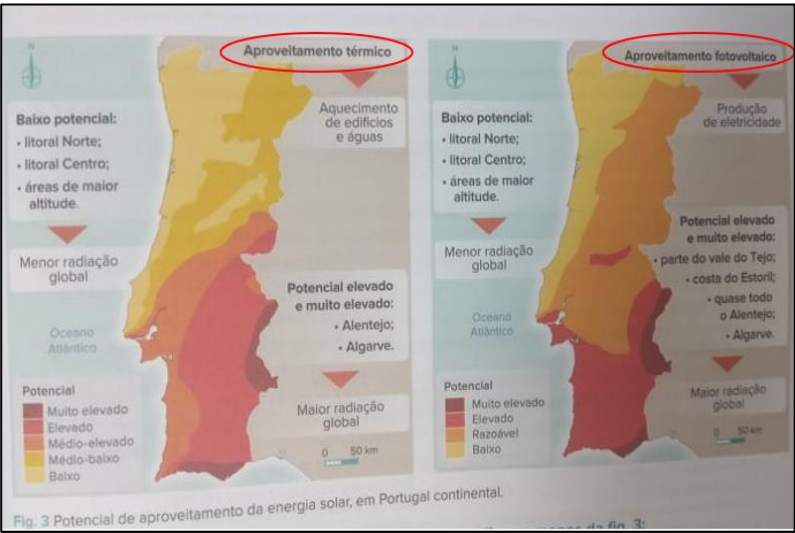 N
Aproveitamento térmico
Aquecimento
de edifícios
e águas
Baixo potencial:
• litoral Norte;
• litoral Centro;
• áreas de maior
altitude.
Menor radiação
global
Oceano
Atlântico
Potencial elevado
e muito elevado:
• Alentejo;
• Algarve.
Maior radiação
global
Potencial
Muito elevado
Elevado
Médio-elevado
Médio-baixo
Baixo
0 50 km
N
Aproveitamento fotovoltaico
Produção
de eletricidade
Baixo potencial:
• litoral Norte;
• litoral Centro;
• áreas de maior
altitude.
Menor radiação
global
Oceano
Atlântico
Potencial elevado
e muito elevado:
• parte do vale do Tejo;
• costa do Estoril;
• quase todo
o Alentejo;
• Algarve.
Maior radiação
global
Potencial
Muito elevado
Elevado
Razoável
Baixo
0 50 km
Fig. 3 Potencial de aproveitamento da energia solar, em Portugal continental.
da fig. 3: